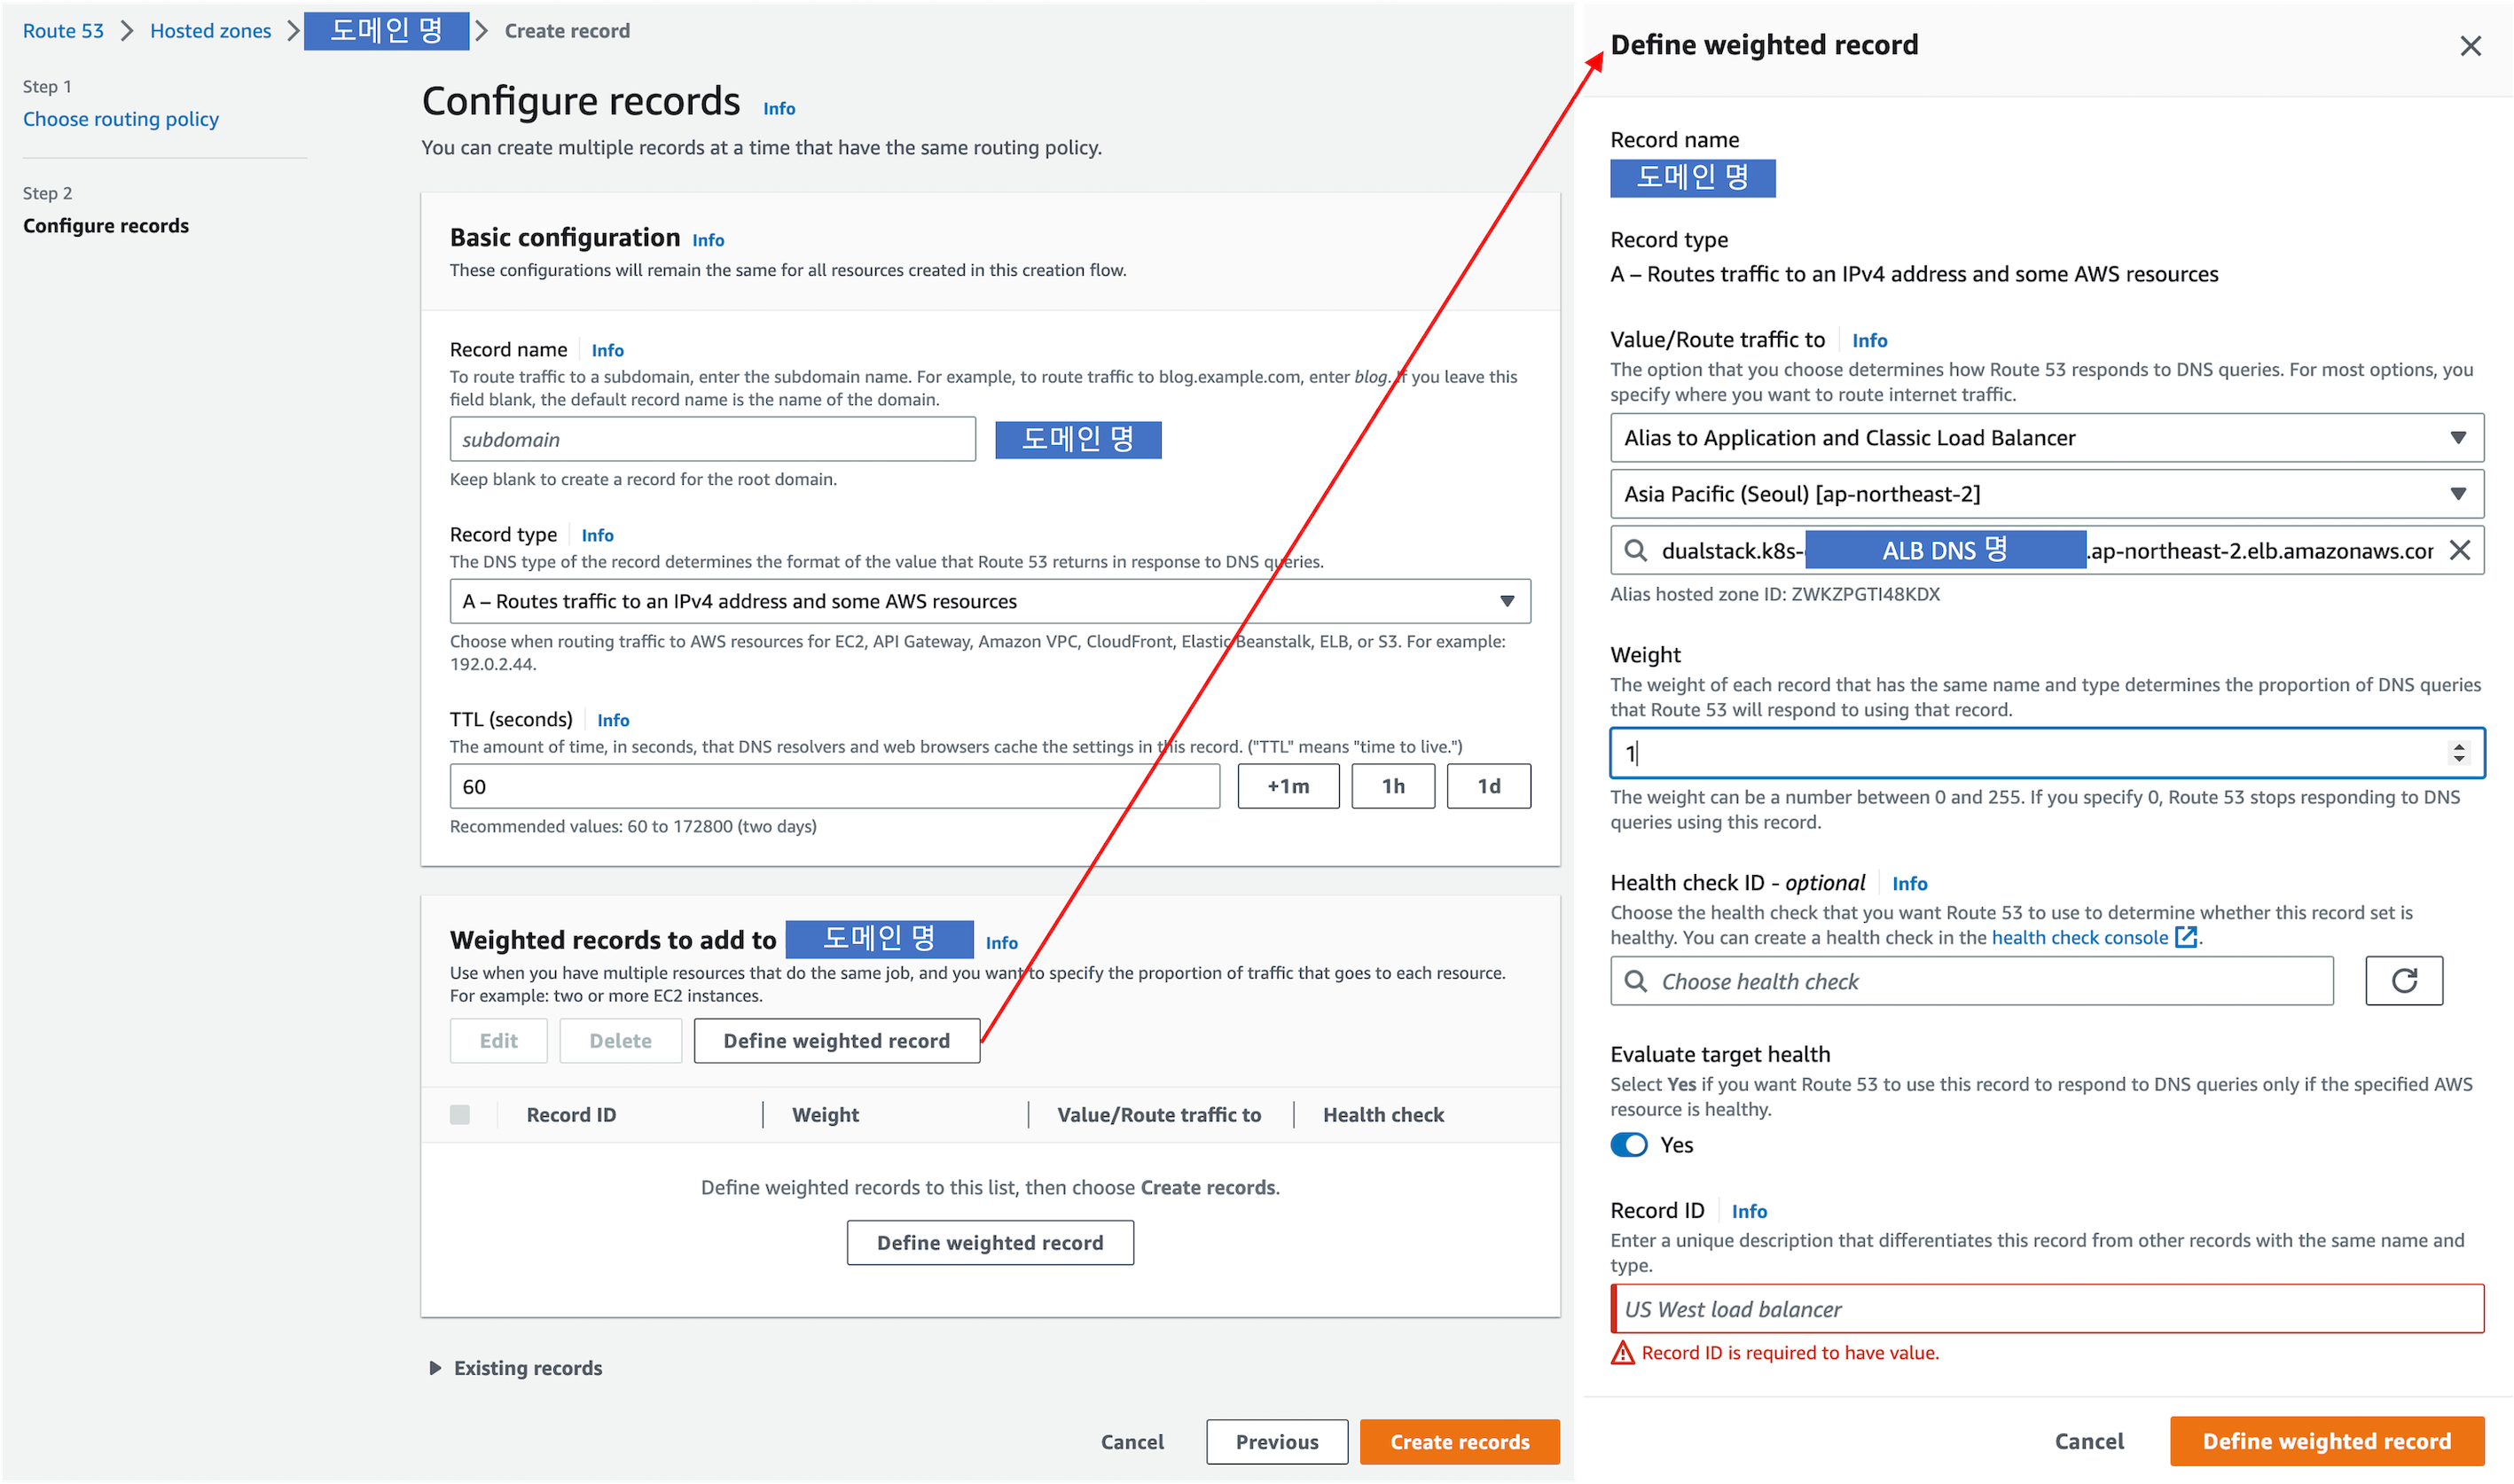 Route 53 > Hosted zones > 도메인 명 > Create record
Step 1
Choose routing policy
Step 2
Configure records
Configure records Info
You can create multiple records at a time that have the same routing policy.
Basic configuration Info
These configurations will remain the same for all resources created in this creation flow.
Record name Info
To route traffic to a subdomain, enter the subdomain name. For example, to route traffic to blog.example.com, enter blog. If you leave this
field blank, the default record name is the name of the domain.
subdomain 도메인 명
Keep blank to create a record for the root domain.
Record type Info
The DNS type of the record determines the format of the value that Route 53 returns in response to DNS queries.
A – Routes traffic to an IPv4 address and some AWS resources
Choose when routing traffic to AWS resources for EC2, API Gateway, Amazon VPC, CloudFront, Elastic Beanstalk, ELB, or S3. For example:
192.0.2.44.
TTL (seconds) Info
The amount of time, in seconds, that DNS resolvers and web browsers cache the settings in this record. ("TTL" means "time to live.")
60 +1m 1h 1d
Recommended values: 60 to 172800 (two days)
Weighted records to add to 도메인 명 Info
Use when you have multiple resources that do the same job, and you want to specify the proportion of traffic that goes to each resource.
For example: two or more EC2 instances.
Edit Delete Define weighted record
Record ID Weight Value/Route traffic to Health check
Define weighted records to this list, then choose Create records.
Define weighted record
Existing records
Cancel Previous Create records
Define weighted record
Record name
도메인 명
Record type
A – Routes traffic to an IPv4 address and some AWS resources
Value/Route traffic to Info
The option that you choose determines how Route 53 responds to DNS queries. For most options, you
specify where you want to route internet traffic.
Alias to Application and Classic Load Balancer
Asia Pacific (Seoul) [ap-northeast-2]
dualstack.k8s- ALB DNS 명 .ap-northeast-2.elb.amazonaws.cor
Alias hosted zone ID: ZWKZPGTI48KDX
Weight
The weight of each record that has the same name and type determines the proportion of DNS queries
that Route 53 will respond to using that record.
1
The weight can be a number between 0 and 255. If you specify 0, Route 53 stops responding to DNS
queries using this record.
Health check ID - optional Info
Choose the health check that you want Route 53 to use to determine whether this record set is
healthy. You can create a health check in the health check console.
Choose health check
Evaluate target health
Select Yes if you want Route 53 to use this record to respond to DNS queries only if the specified AWS
resource is healthy.
Yes
Record ID Info
Enter a unique description that differentiates this record from other records with the same name and
type.
US West load balancer
Record ID is required to have value.
Cancel Define weighted record